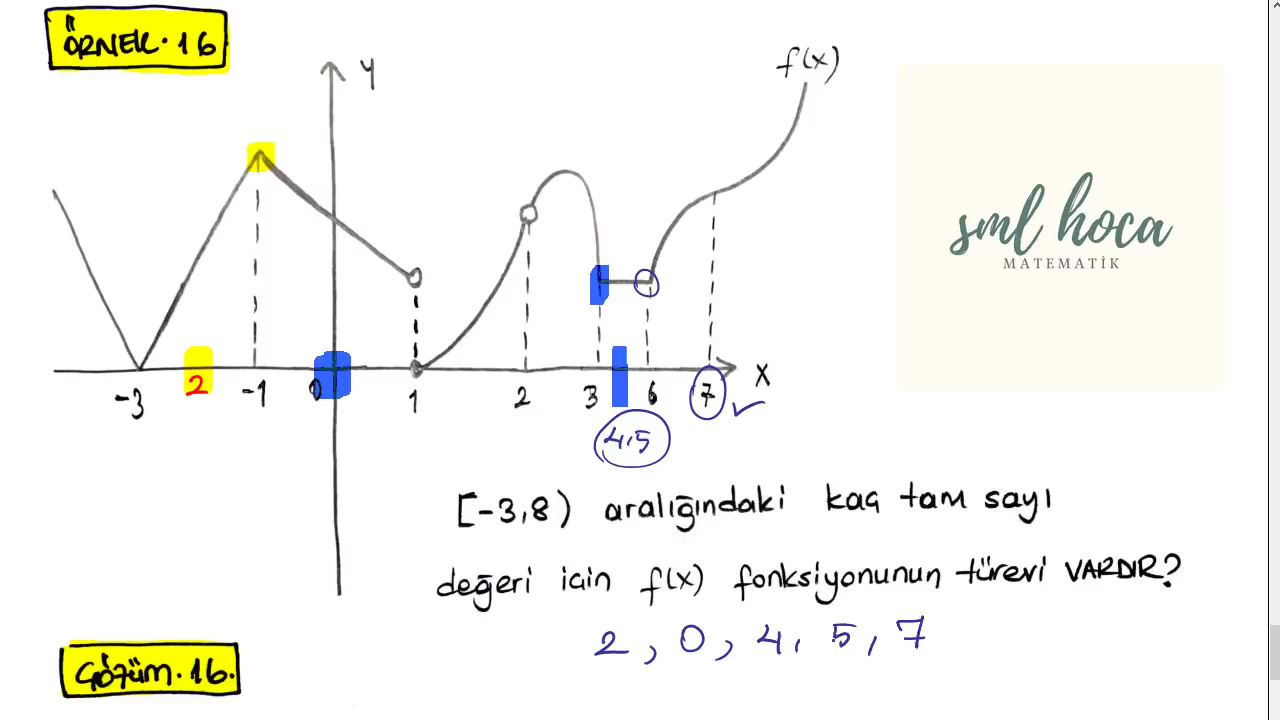 ÖRNEK.16
y
f(x)
sml hoca
MATEMATİK
-3 2 -1 0 1 2 3 6 7 x
4,5
[-3,8) aralığındaki kaç tam sayı
değeri için f(x) fonksiyonunun türevi VARDIR?
2, 0, 4, 5, 7
Çözüm.16.